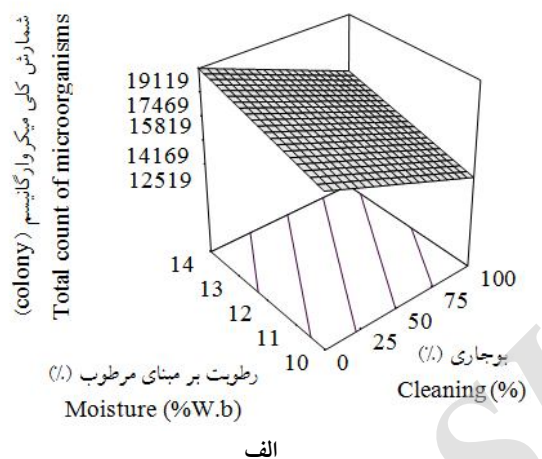 شمارش کلی میکروارگانیسم (colony)
Total count of microorganisms
19119
17469
15819
14169
12519
14
13
12
11
10
0
25
50
75
100
رطوبت بر مبنای مرطوب (٪)
Moisture (%W.b)
بوجاری (٪)
Cleaning (%)
الف